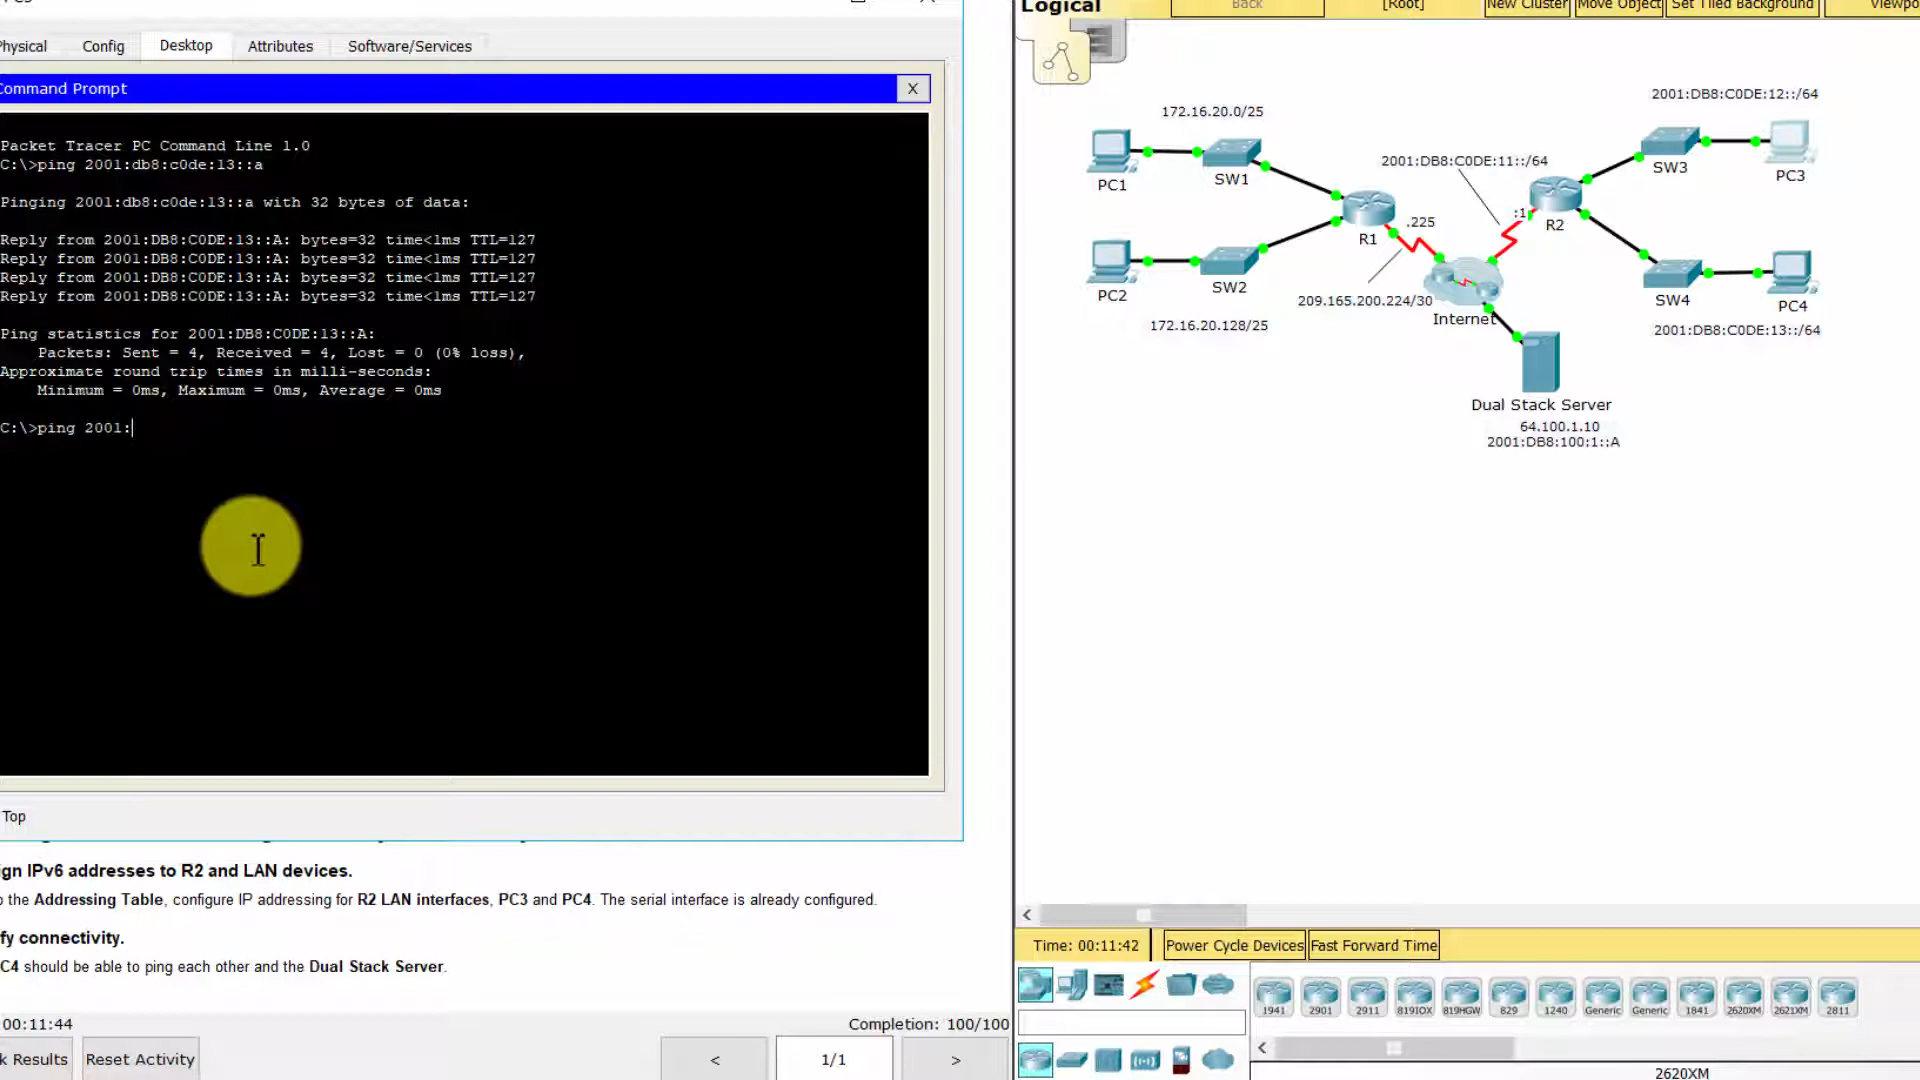 Physical
Config
Desktop
Attributes
Software/Services
Command Prompt
X
Packet Tracer PC Command Line 1.0
C:\>ping 2001:db8:c0de:13::a
Pinging 2001:db8:c0de:13::a with 32 bytes of data:
Reply from 2001:DB8:C0DE:13::A: bytes=32 time<1ms TTL=127
Reply from 2001:DB8:C0DE:13::A: bytes=32 time<1ms TTL=127
Reply from 2001:DB8:C0DE:13::A: bytes=32 time<1ms TTL=127
Reply from 2001:DB8:C0DE:13::A: bytes=32 time<1ms TTL=127
Ping statistics for 2001:DB8:C0DE:13::A:
Packets: Sent = 4, Received = 4, Lost = 0 (0% loss),
Approximate round trip times in milli-seconds:
Minimum = 0ms, Maximum = 0ms, Average = 0ms
C:\>ping 2001:
Top
ign IPv6 addresses to R2 and LAN devices.
o the Addressing Table, configure IP addressing for R2 LAN interfaces, PC3 and PC4. The serial interface is already configured.
fy connectivity.
C4 should be able to ping each other and the Dual Stack Server.
00:11:44
Completion: 100/100
k Results
Reset Activity
<
1/1
>
Logical
Back
[Root]
New Cluster
Move Object
Set Tiled Background
Viewpo
172.16.20.0/25
2001:DB8:C0DE:12::/64
PC1
SW1
2001:DB8:C0DE:11::/64
SW3
PC3
.225
:1
R1
R2
PC2
SW2
209.165.200.224/30
Internet
SW4
PC4
172.16.20.128/25
2001:DB8:C0DE:13::/64
Dual Stack Server
64.100.1.10
2001:DB8:100:1::A
Time: 00:11:42
Power Cycle Devices
Fast Forward Time
1941
2901
2911
819IOX
819HGW
829
1240
Generic
Generic
1841
2620XM
2621XM
2811
2620XM